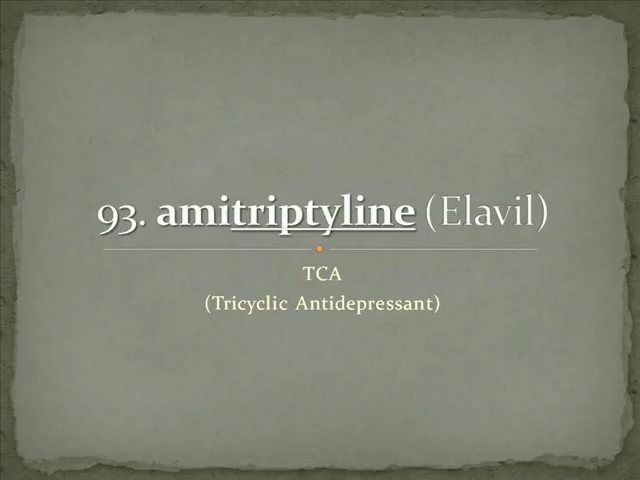 93. amitriptyline (Elavil)
TCA
(Tricyclic Antidepressant)